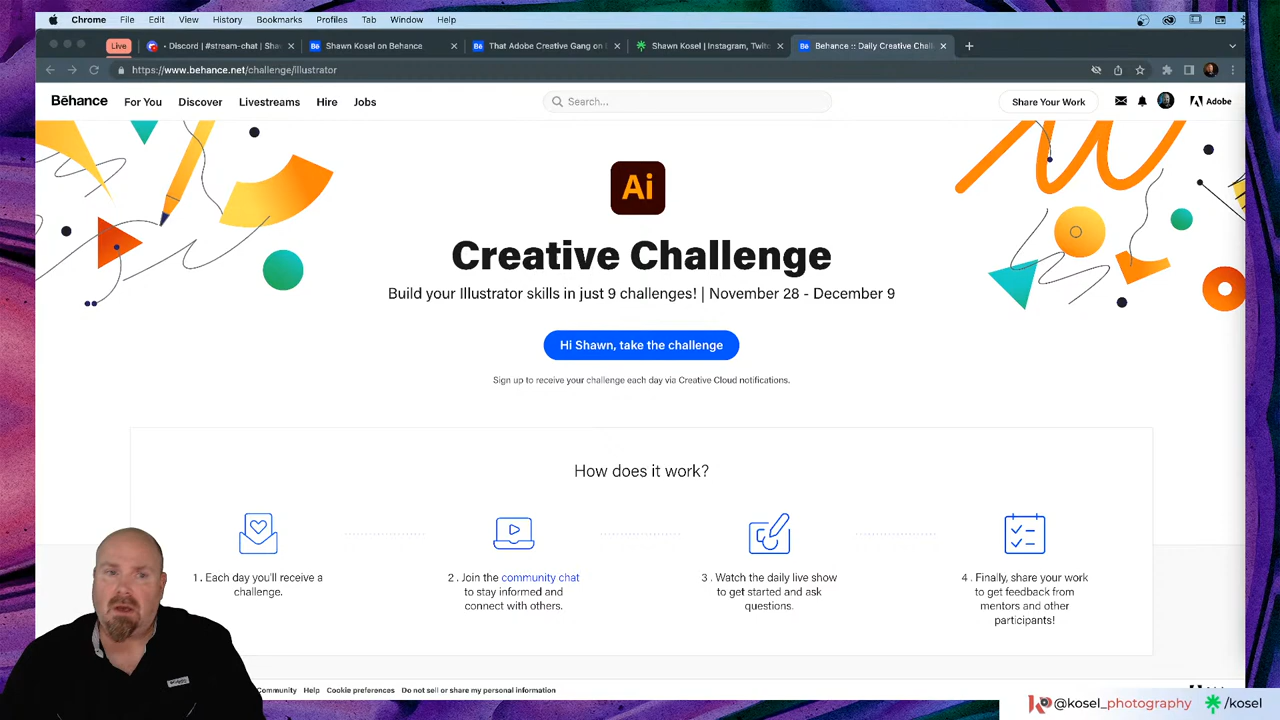 Chrome File Edit View History Bookmarks Profiles Tab Window Help
Live • Discord | #stream-chat | Sha Shawn Kosel on Behance That Adobe Creative Gang on Shawn Kosel | Instagram, Twitc Behance :: Daily Creative Chall
https://www.behance.net/challenge/illustrator
Bēhance For You Discover Livestreams Hire Jobs Search... Share Your Work Adobe
Ai
Creative Challenge
Build your Illustrator skills in just 9 challenges! | November 28 - December 9
Hi Shawn, take the challenge
Sign up to receive your challenge each day via Creative Cloud notifications.
How does it work?
1 . Each day you'll receive a
challenge.
2 . Join the community chat
to stay informed and
connect with others.
3 . Watch the daily live show
to get started and ask
questions.
4 . Finally, share your work
to get feedback from
mentors and other
participants!
Community Help Cookie preferences Do not sell or share my personal information
@kosel_photography /kosel